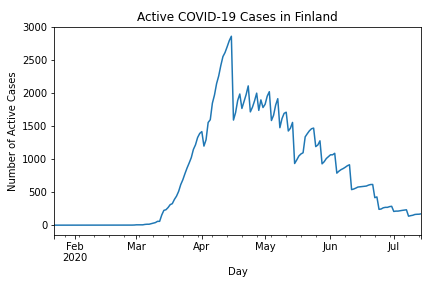 Active COVID-19 Cases in Finland
3000
2500
2000
1500
1000
500
0
Number of Active Cases
Feb
2020
Mar
Apr
May
Jun
Jul
Day